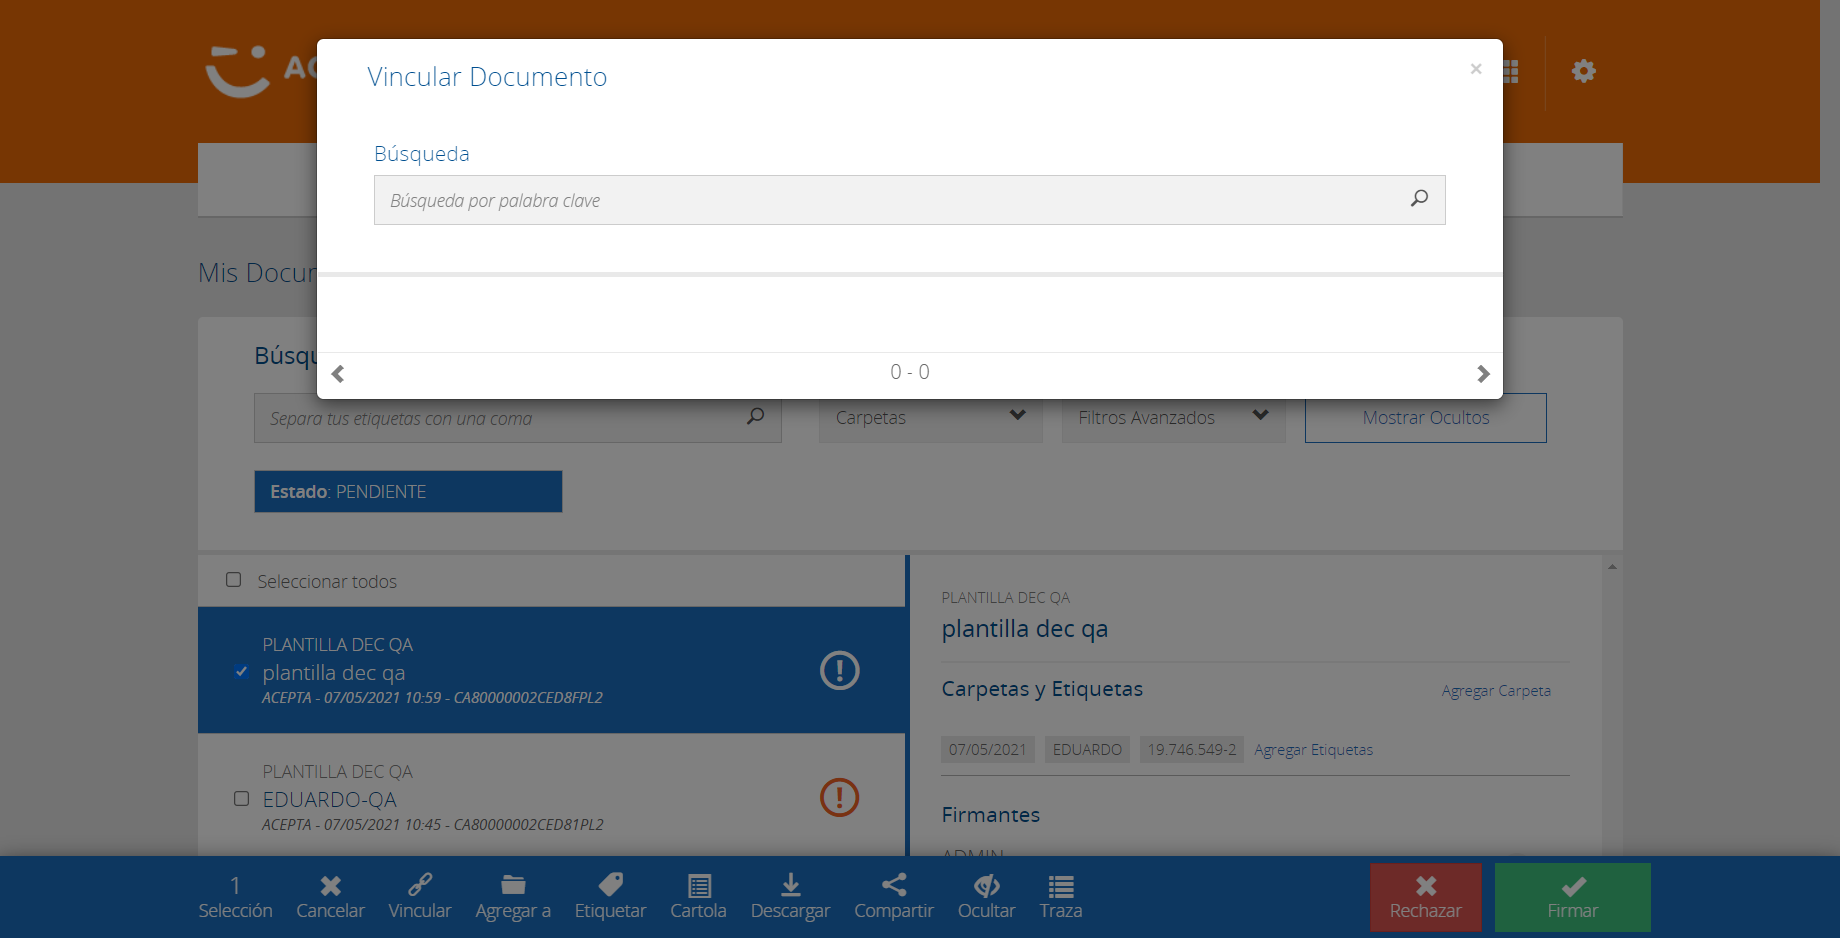 Vincular Documento
×
Búsqueda
Búsqueda por palabra clave
0 - 0
Carpetas
Filtros Avanzados
Mostrar Ocultos
Separa tus etiquetas con una coma
Estado: PENDIENTE
Seleccionar todos
PLANTILLA DEC QA
plantilla dec qa
ACEPTA - 07/05/2021 10:59 - CA80000002CED8FPL2
PLANTILLA DEC QA
EDUARDO-QA
ACEPTA - 07/05/2021 10:45 - CA80000002CED81PL2
PLANTILLA DEC QA
plantilla dec qa
Carpetas y Etiquetas
Agregar Carpeta
07/05/2021 EDUARDO 19.746.549-2 Agregar Etiquetas
Firmantes
ADMIN
1
Selección Cancelar Vincular Agregar a Etiquetar Cartola Descargar Compartir Ocultar Traza Rechazar Firmar